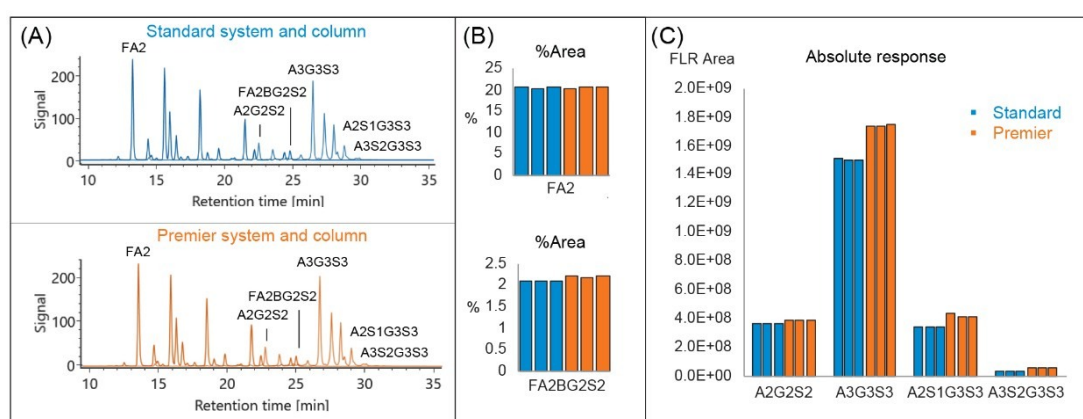 (A)
Standard system and column
FA2
A3G3S3
FA2BG2S2
A2G2S2
A2S1G3S3
A3S2G3S3
Signal
200
100
0
10 15 20 25 30 35
Retention time [min]
Premier system and column
FA2
A3G3S3
FA2BG2S2
A2G2S2
A2S1G3S3
A3S2G3S3
Signal
200
100
0
10 15 20 25 30 35
Retention time [min]
(B)
%Area
25
20
15
10
5
0
%
FA2
%Area
2.5
2
1.5
1
0.5
0
%
FA2BG2S2
(C)
FLR Area
Absolute response
2.0E+09
1.8E+09
1.6E+09
1.4E+09
1.2E+09
1.0E+09
8.0E+08
6.0E+08
4.0E+08
2.0E+08
0.0E+00
Standard
Premier
A2G2S2 A3G3S3 A2S1G3S3 A3S2G3S3